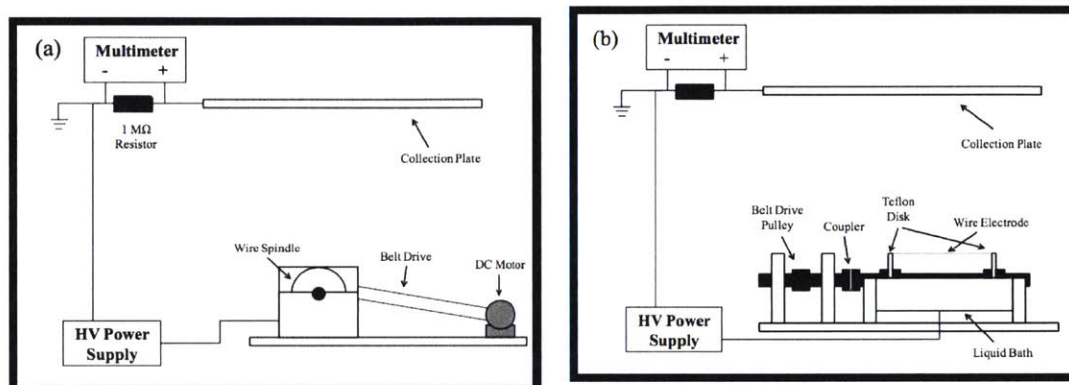 (a)
Multimeter
- +
1 MΩ
Resistor
Collection Plate
Wire Spindle
Belt Drive
DC Motor
HV Power
Supply
(b)
Multimeter
- +
Collection Plate
Belt Drive
Pulley
Coupler
Teflon
Disk
Wire Electrode
HV Power
Supply
Liquid Bath